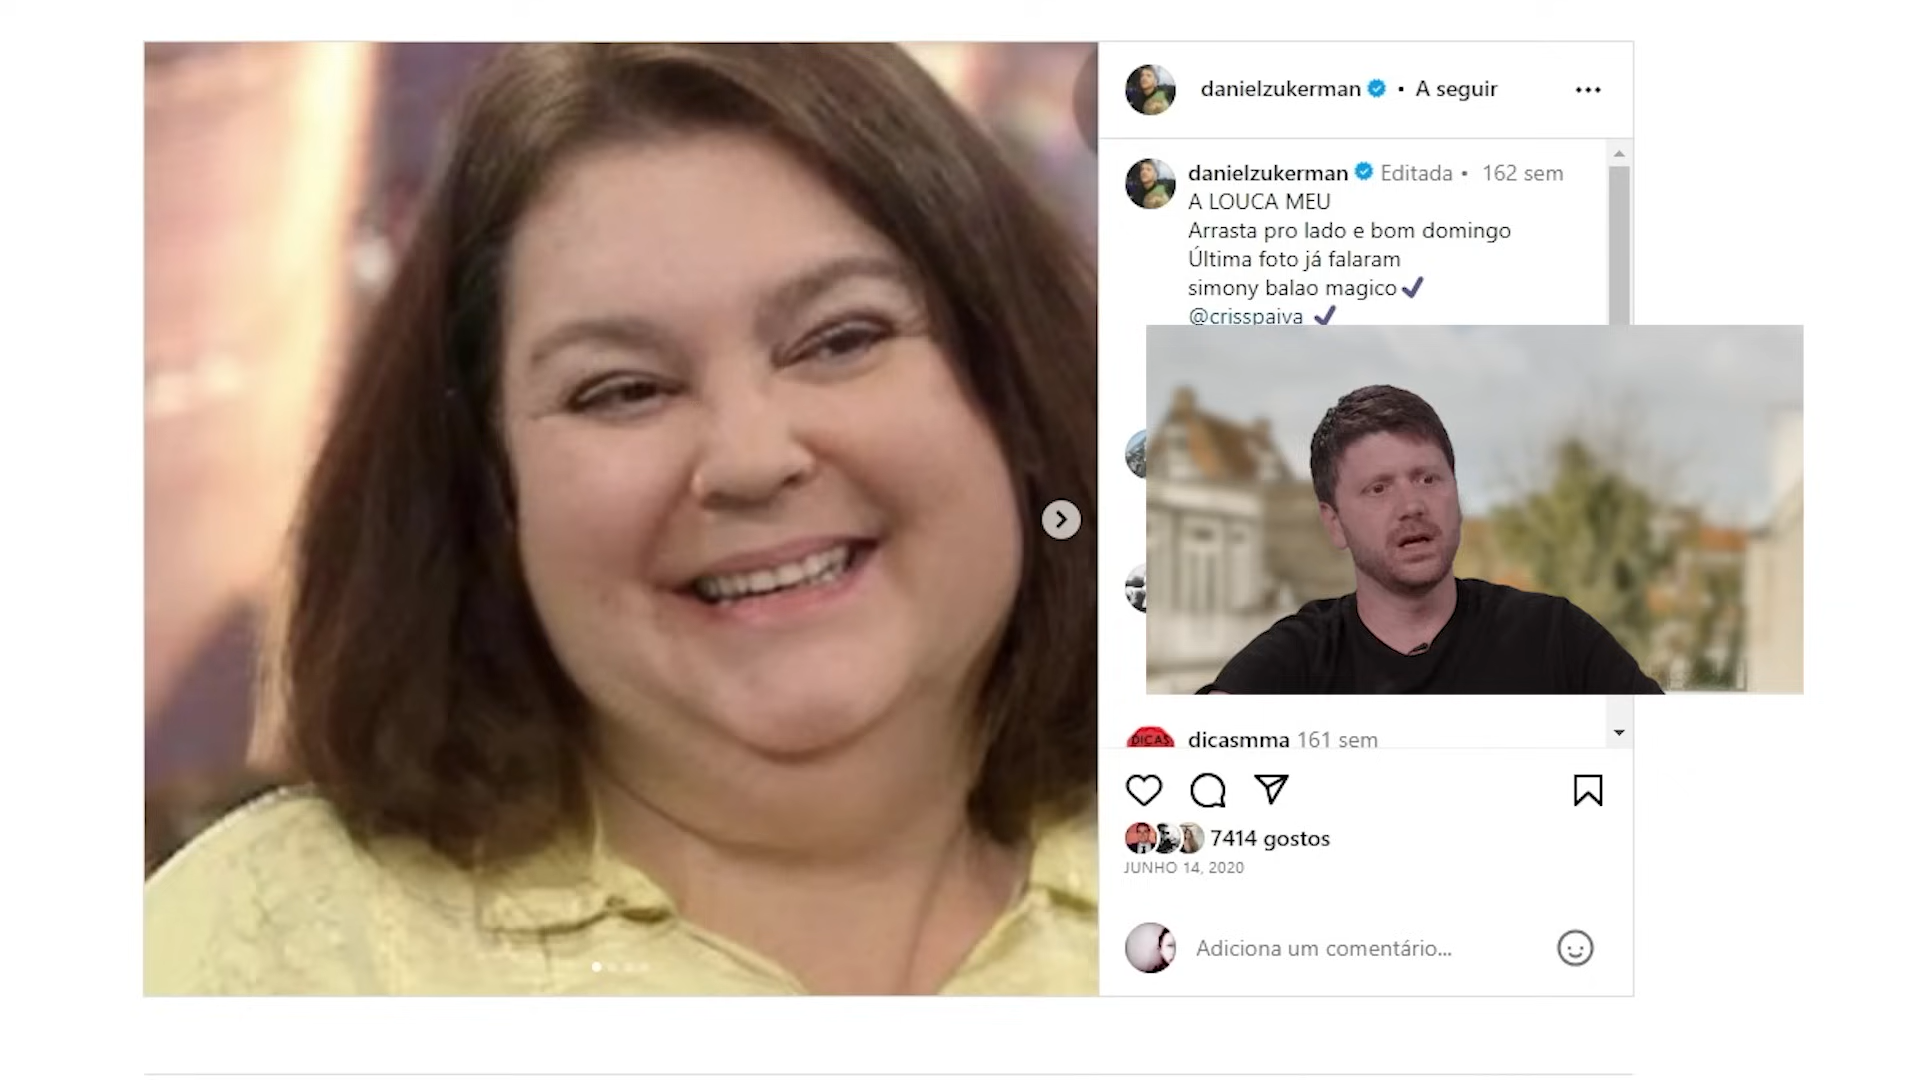 danielzukerman • A seguir
danielzukerman Editada • 162 sem
A LOUCA MEU
Arrasta pro lado e bom domingo
Última foto já falaram
simony balao magico
@crisspaiva
DICAS
dicasmma 161 sem
7414 gostos
JUNHO 14, 2020
Adiciona um comentário...